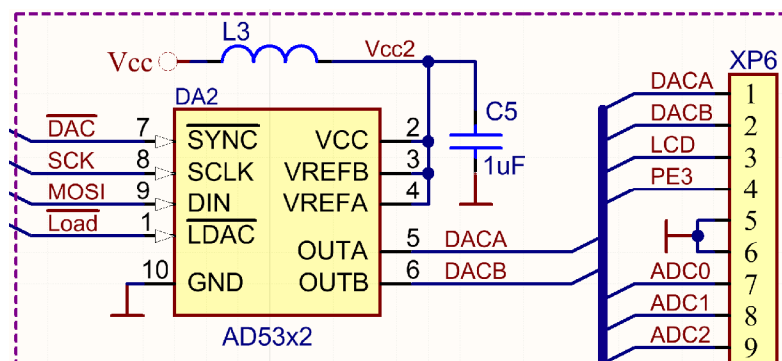 L3
Vcc
Vcc2
XP6
DA2
C5
1uF
DAC 7 SYNC VCC 2
SCK 8 SCLK VREFB 3
MOSI 9 DIN VREFA 4
Load 1 LDAC
OUTA 5 DACA
10 GND OUTB 6 DACB
AD53x2
DACA 1
DACB 2
LCD 3
PE3 4
5
6
ADC0 7
ADC1 8
ADC2 9